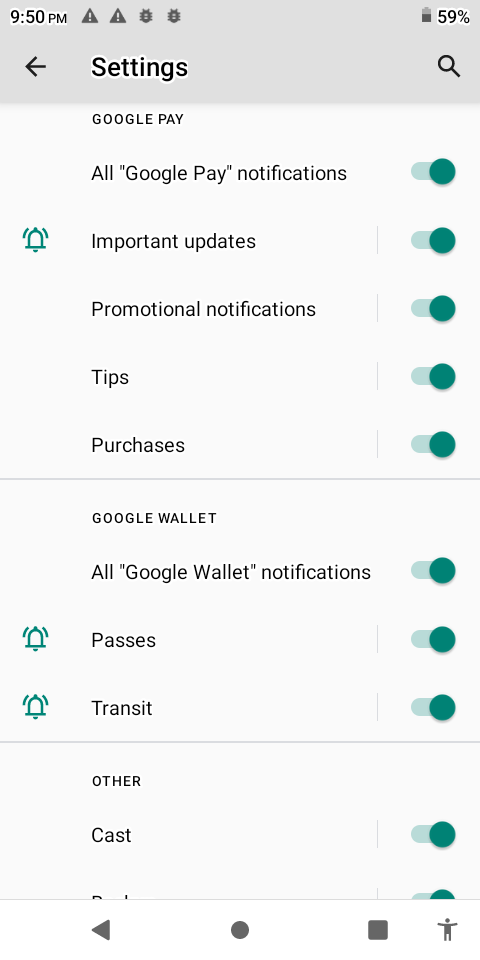 9:50 PM 59%
Settings
GOOGLE PAY
All "Google Pay" notifications
Important updates
Promotional notifications
Tips
Purchases
GOOGLE WALLET
All "Google Wallet" notifications
Passes
Transit
OTHER
Cast